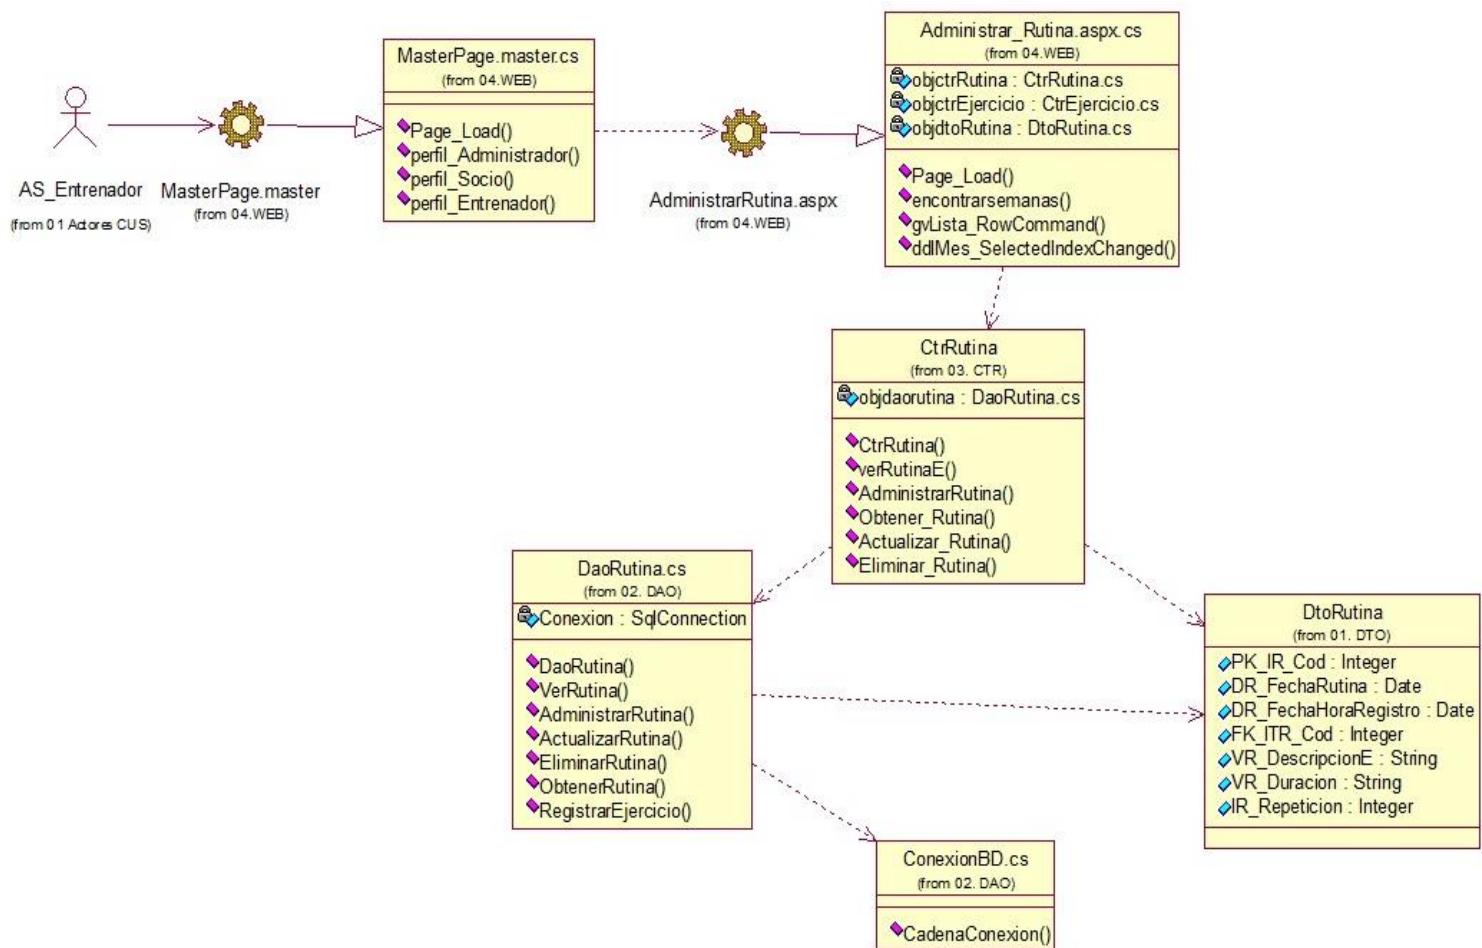 AS_Entrenador
(from 01 Actores CUS)
MasterPage.master
(from 04.WEB)
MasterPage.master.cs
(from 04.WEB)
Page_Load()
perfil_Administrador()
perfil_Socio()
perfil_Entrenador()
AdministrarRutina.aspx
(from 04.WEB)
Administrar_Rutina.aspx.cs
(from 04.WEB)
objctrRutina : CtrRutina.cs
objctrEjercicio : CtrEjercicio.cs
objdtoRutina : DtoRutina.cs
Page_Load()
encontrarsemanas()
gvLista_RowCommand()
ddlMes_SelectedIndexChanged()
CtrRutina
(from 03. CTR)
objdaorutina : DaoRutina.cs
CtrRutina()
verRutinaE()
AdministrarRutina()
Obtener_Rutina()
Actualizar_Rutina()
Eliminar_Rutina()
DaoRutina.cs
(from 02. DAO)
Conexion : SqlConnection
DaoRutina()
VerRutina()
AdministrarRutina()
ActualizarRutina()
EliminarRutina()
ObtenerRutina()
RegistrarEjercicio()
DtoRutina
(from 01. DTO)
PK_IR_Cod : Integer
DR_FechaRutina : Date
DR_FechaHoraRegistro : Date
FK_ITR_Cod : Integer
VR_DescripcionE : String
VR_Duracion : String
IR_Repeticion : Integer
ConexionBD.cs
(from 02. DAO)
CadenaConexion()